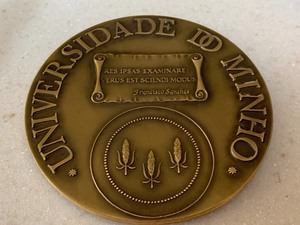 · UNIVERSIDADE DO MINHO ·
RES IPSAS EXAMINARE
VERUS EST SCIENDI MODUS
Francisco Sanches